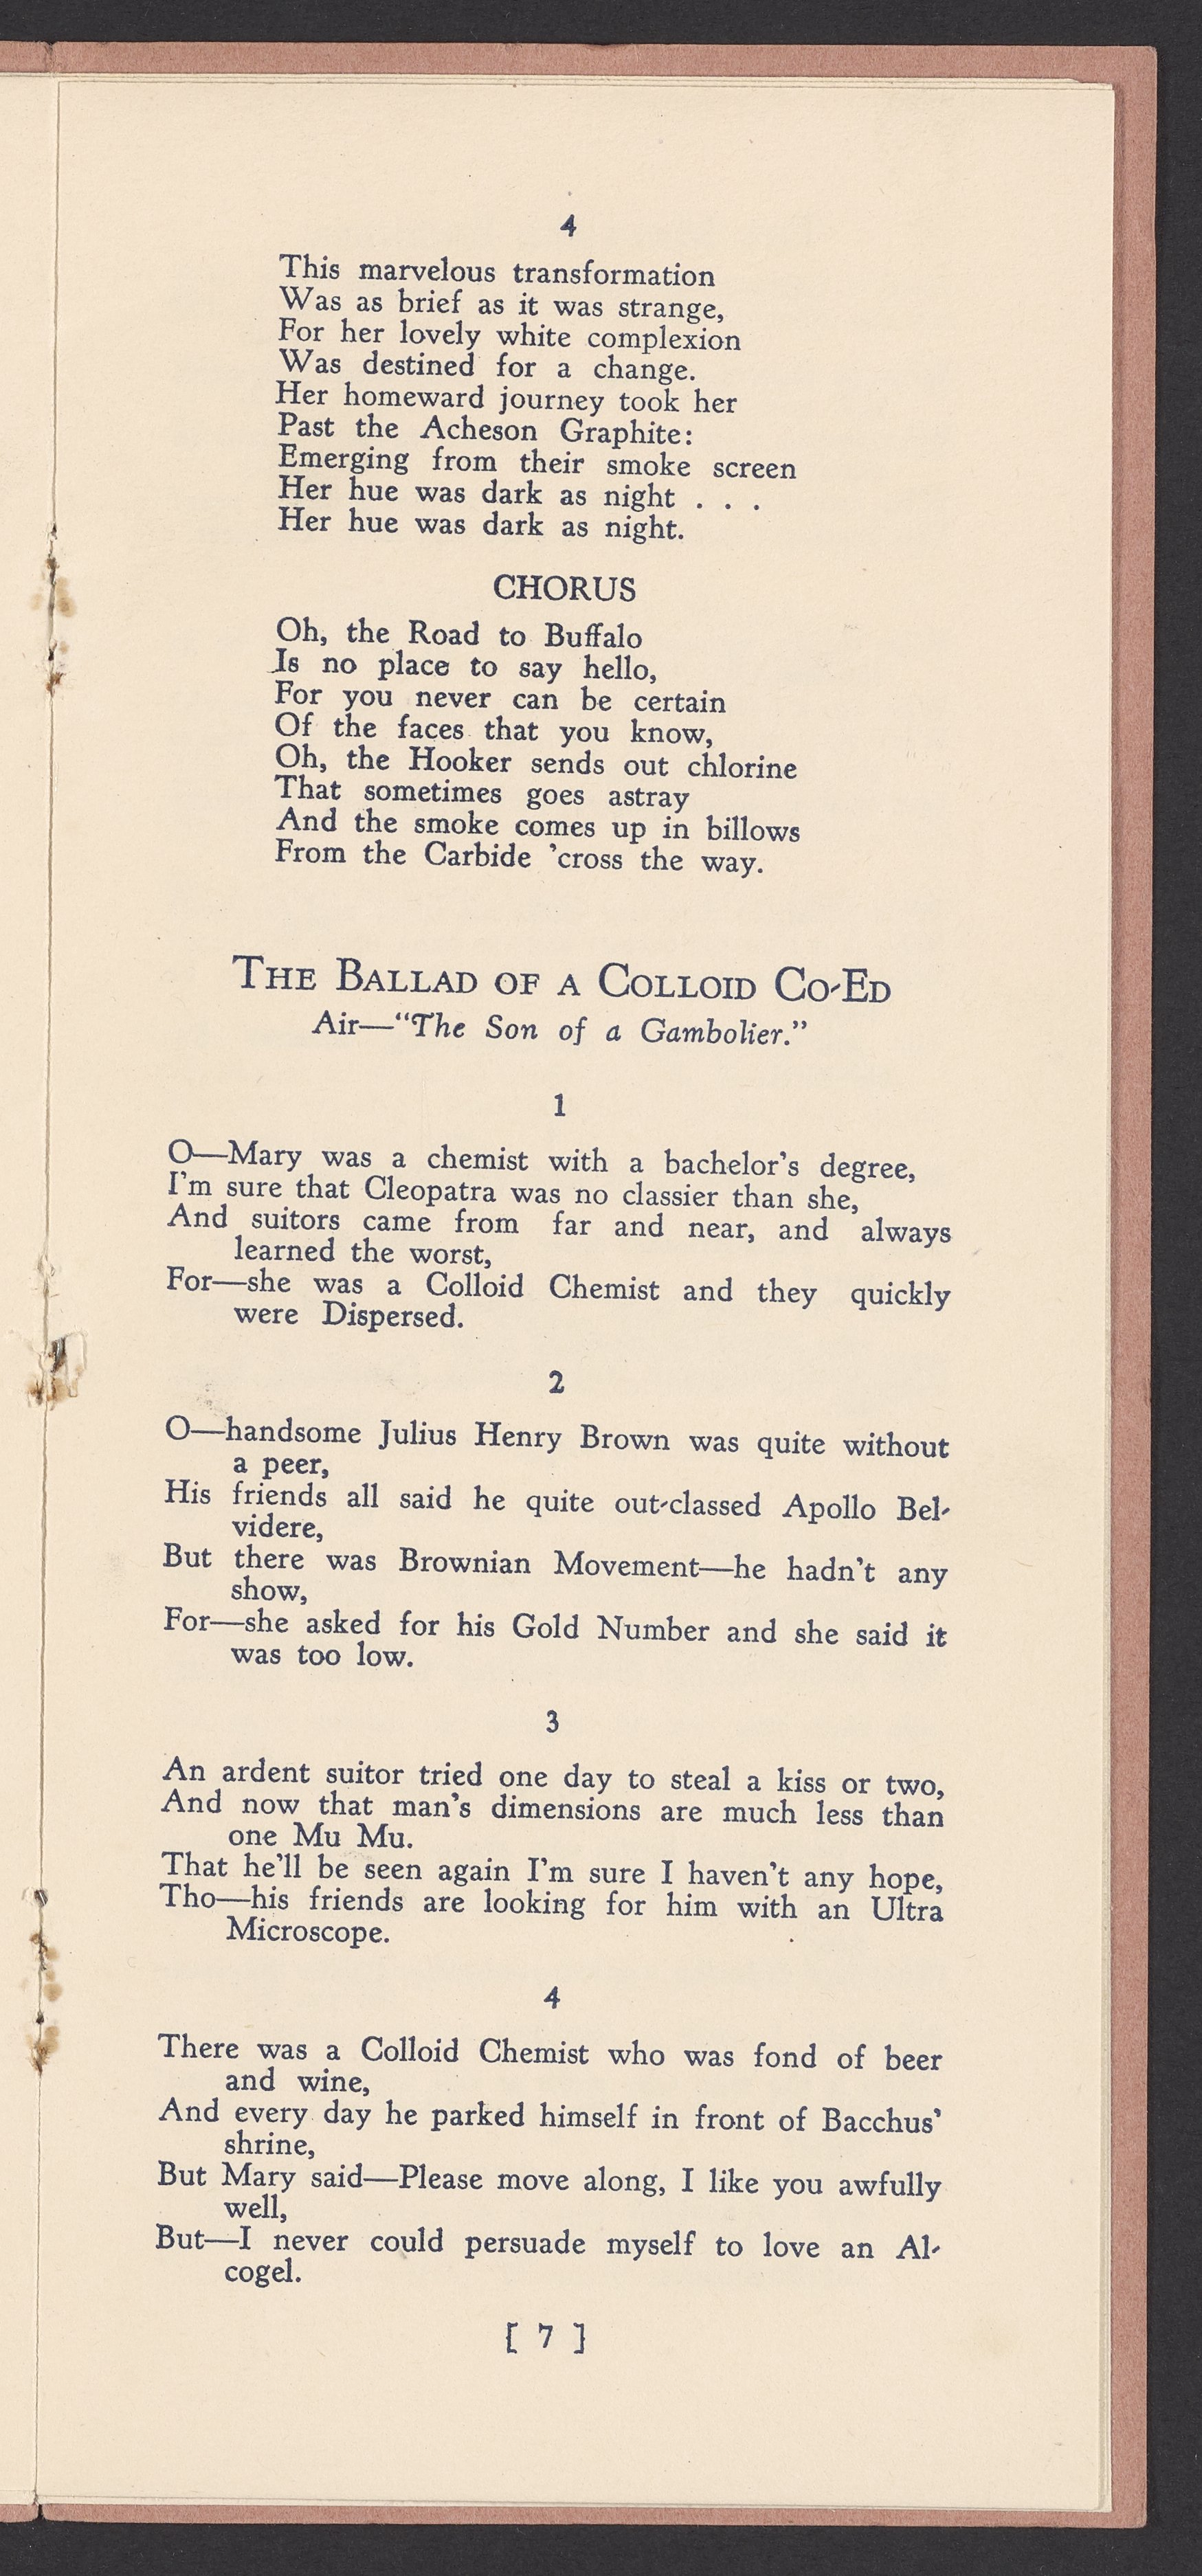 4
This marvelous transformation
Was as brief as it was strange,
For her lovely white complexion
Was destined for a change.
Her homeward journey took her
Past the Acheson Graphite:
Emerging from their smoke screen
Her hue was dark as night . . .
Her hue was dark as night.
CHORUS
Oh, the Road to Buffalo
Is no place to say hello,
For you never can be certain
Of the faces that you know,
Oh, the Hooker sends out chlorine
That sometimes goes astray
And the smoke comes up in billows
From the Carbide ’cross the way.
The Ballad of a Colloid Co-Ed
Air—“The Son of a Gambolier.”
1
O—Mary was a chemist with a bachelor’s degree,
I’m sure that Cleopatra was no classier than she,
And suitors came from far and near, and always
learned the worst,
For—she was a Colloid Chemist and they quickly
were Dispersed.
2
O—handsome Julius Henry Brown was quite without
a peer,
His friends all said he quite out-classed Apollo Bel-
videre,
But there was Brownian Movement—he hadn’t any
show,
For—she asked for his Gold Number and she said it
was too low.
3
An ardent suitor tried one day to steal a kiss or two,
And now that man’s dimensions are much less than
one Mu Mu.
That he’ll be seen again I’m sure I haven’t any hope,
Tho—his friends are looking for him with an Ultra
Microscope.
4
There was a Colloid Chemist who was fond of beer
and wine,
And every day he parked himself in front of Bacchus’
shrine,
But Mary said—Please move along, I like you awfully
well,
But—I never could persuade myself to love an Al-
cogel.
[ 7 ]